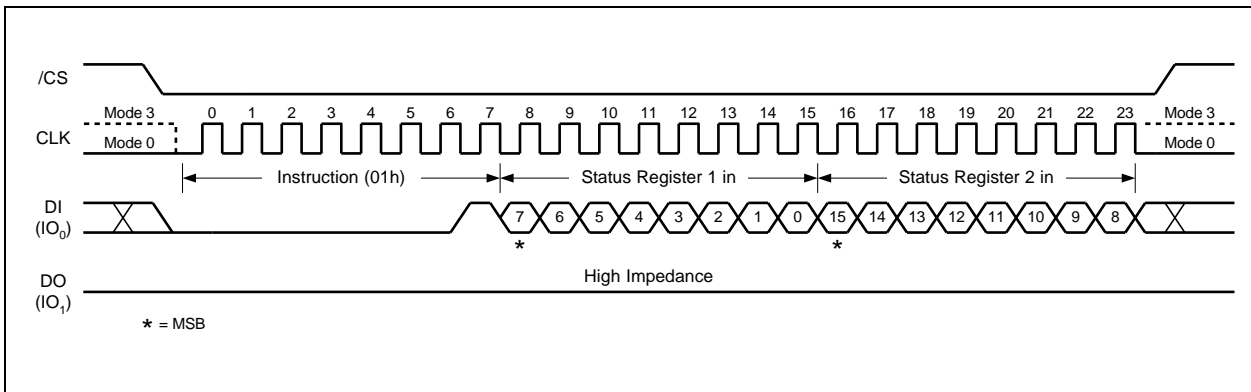 /CS
Mode 3 0 1 2 3 4 5 6 7 8 9 10 11 12 13 14 15 16 17 18 19 20 21 22 23 Mode 3
CLK Mode 0 Mode 0
Instruction (01h) Status Register 1 in Status Register 2 in
DI 7 6 5 4 3 2 1 0 15 14 13 12 11 10 9 8
(IO0)
* *
High Impedance
DO
(IO1)
* = MSB